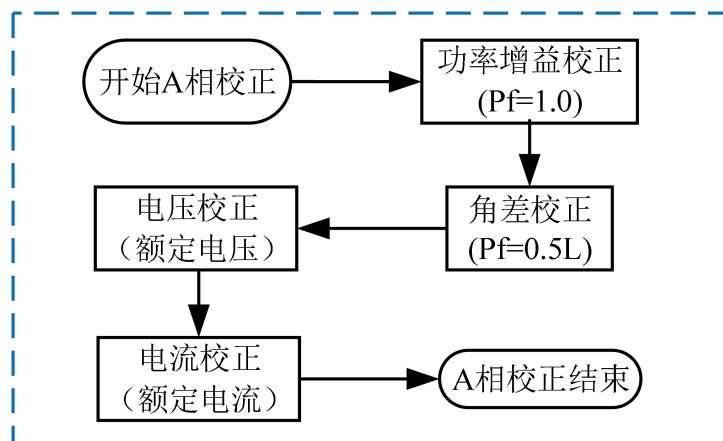 开始A相校正
功率增益校正
(Pf=1.0)
角差校正
(Pf=0.5L)
电压校正
（额定电压）
电流校正
（额定电流）
A相校正结束